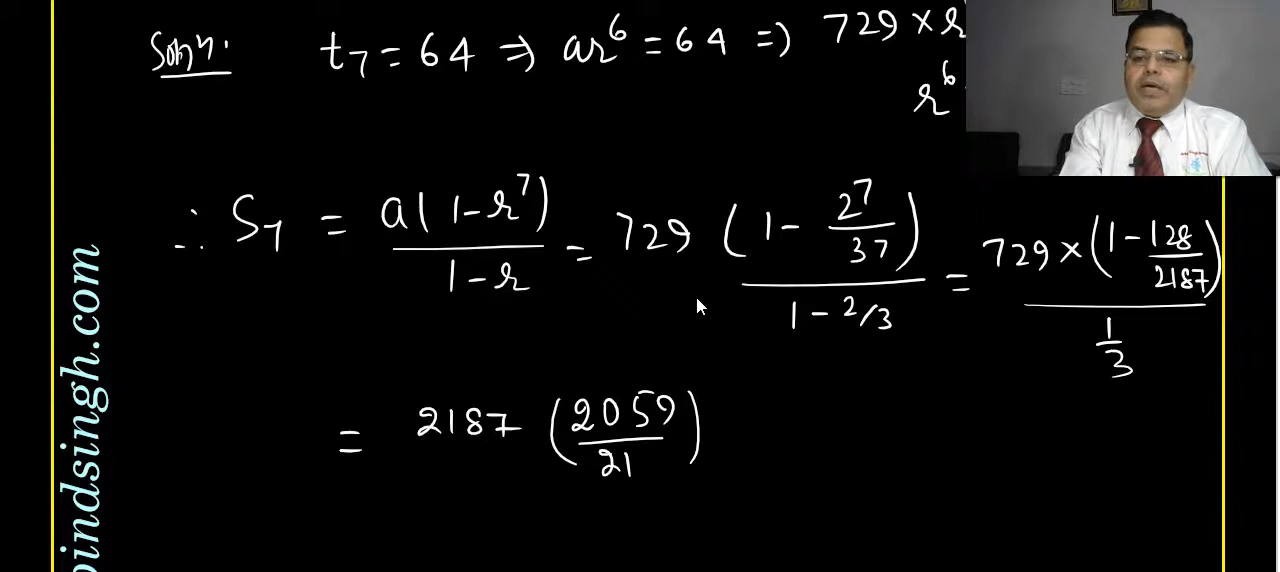 Soln. t₇ = 64 ⇒ ar⁶ = 64 ⇒ 729 × r
r⁶
∴ S₇ = a(1-r⁷)/(1-r) = 729 (1 - 2⁷/3⁷)/(1 - 2/3) = 729 × (1 - 128/2187)/(1/3)
= 2187 (2059/21)
oindsingh.com